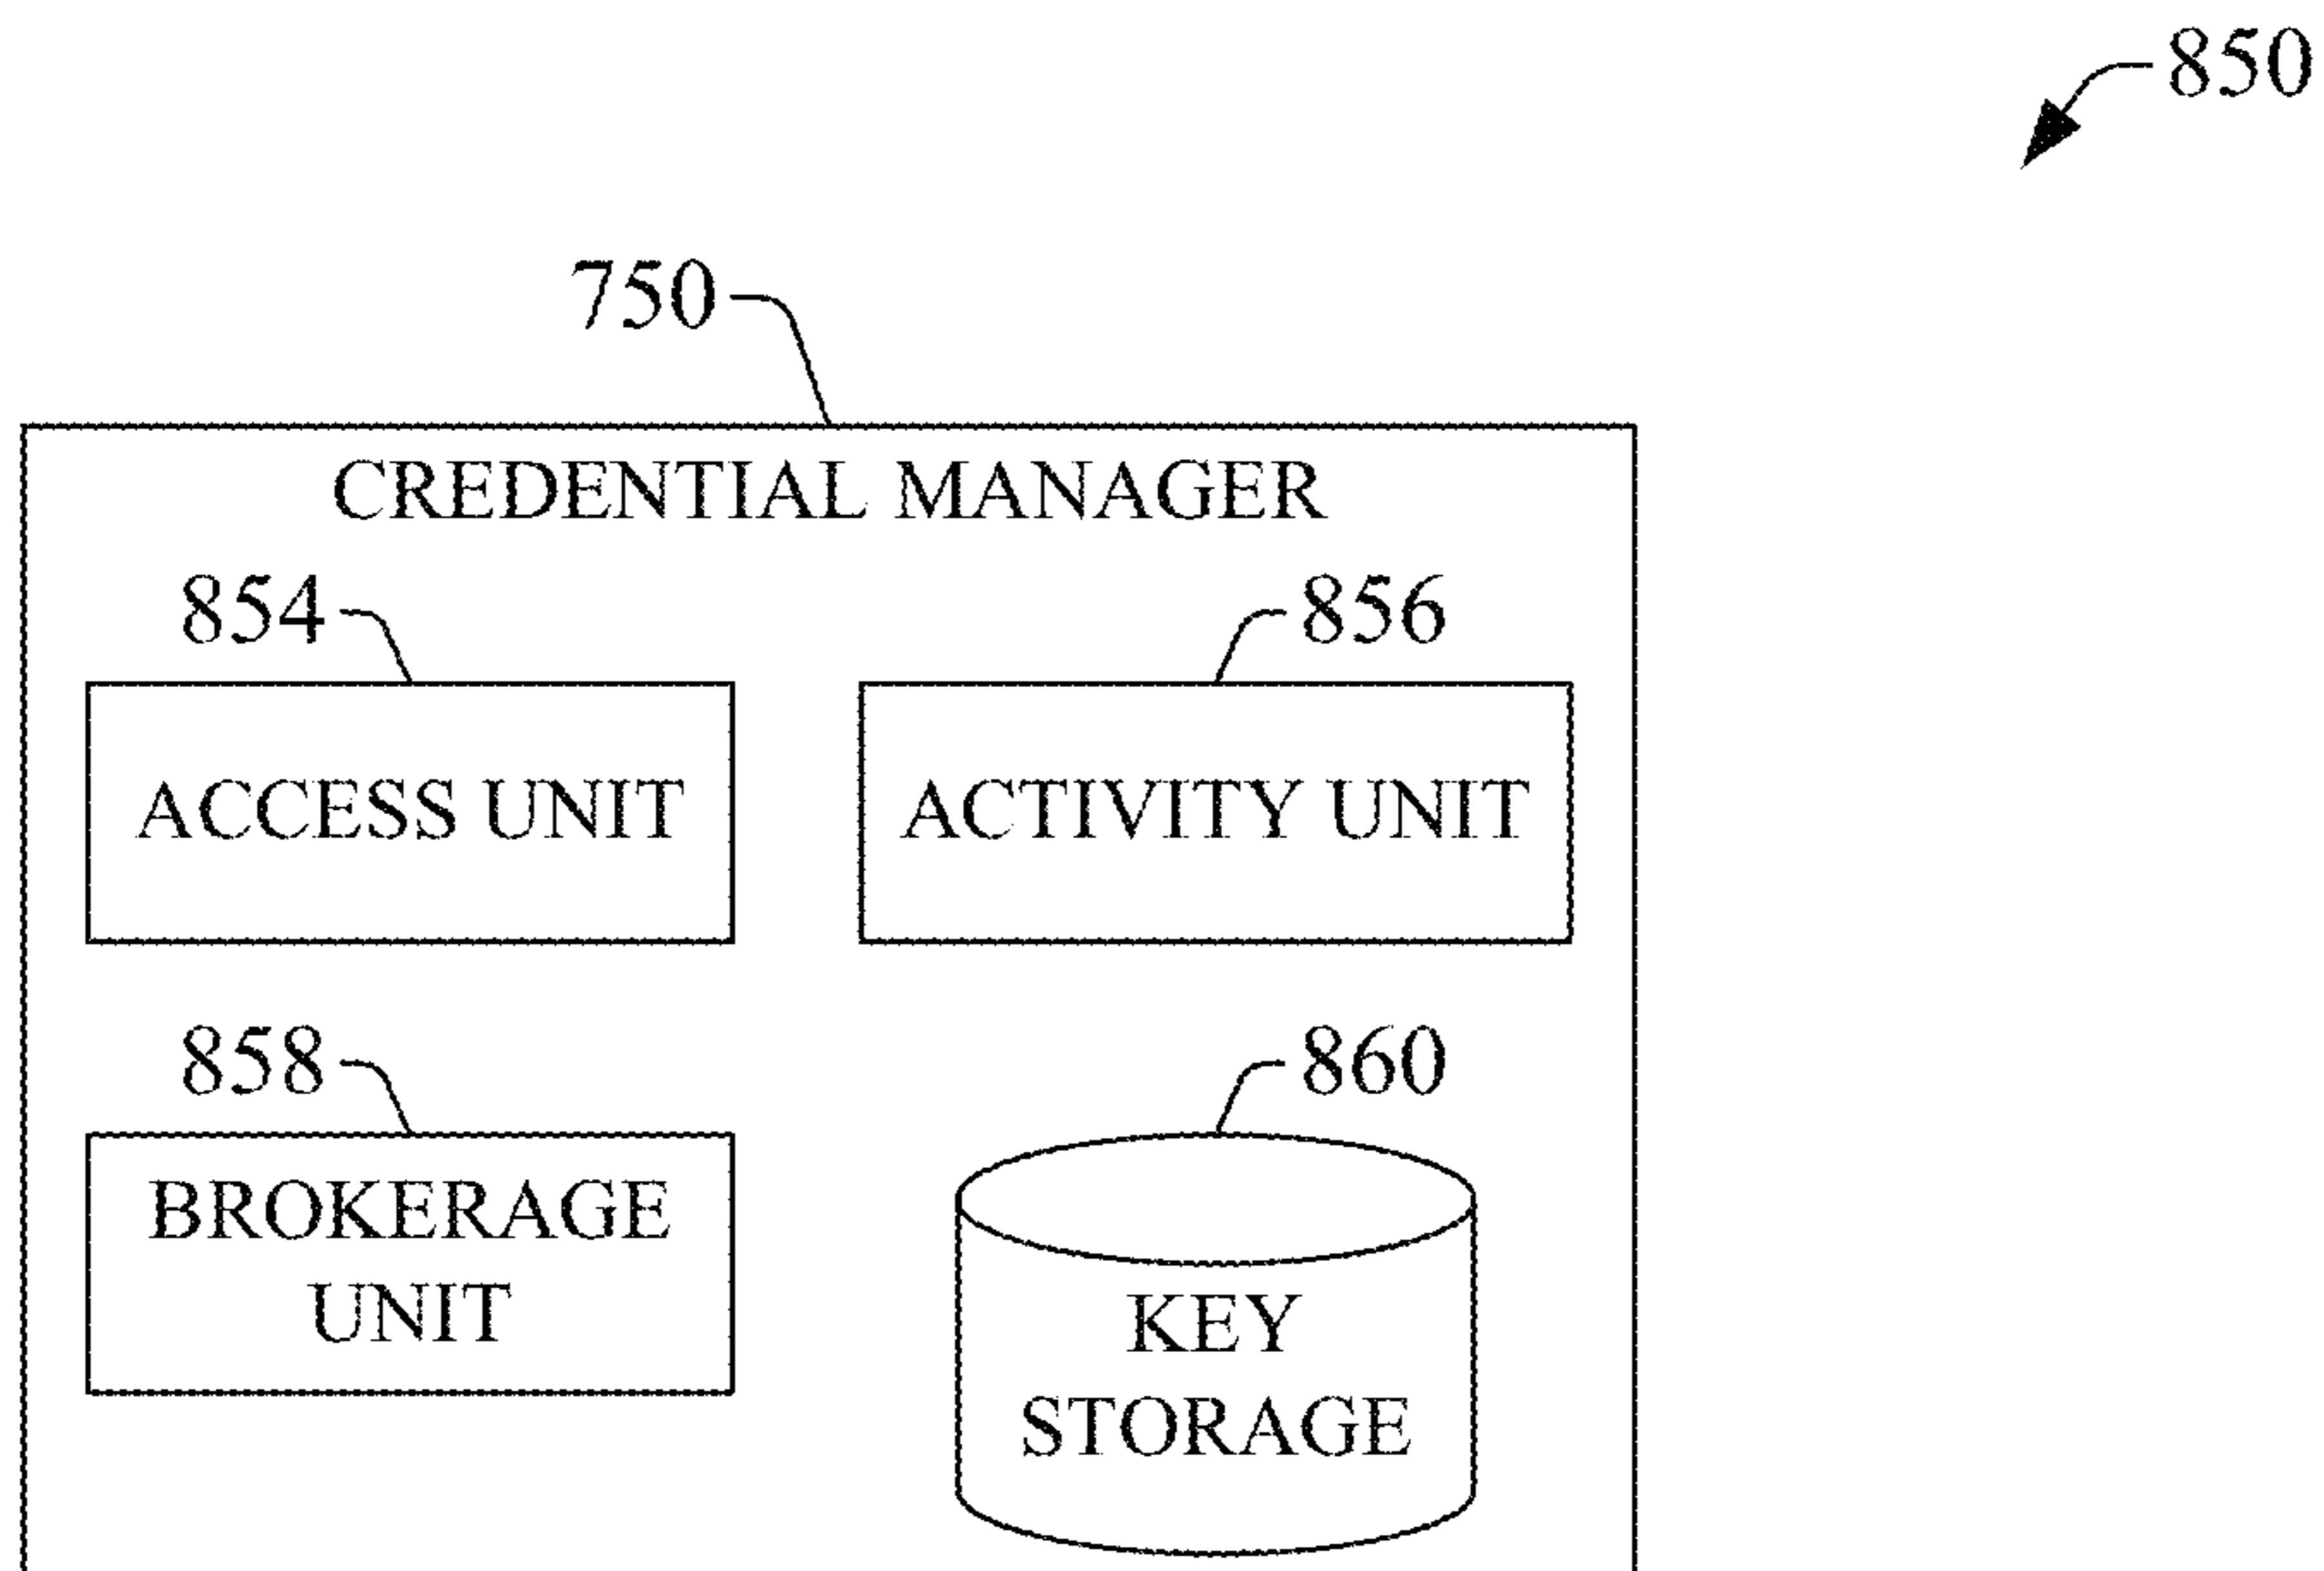 850
750
CREDENTIAL MANAGER
854
856
ACCESS UNIT
ACTIVITY UNIT
858
860
BROKERAGE
UNIT
KEY
STORAGE